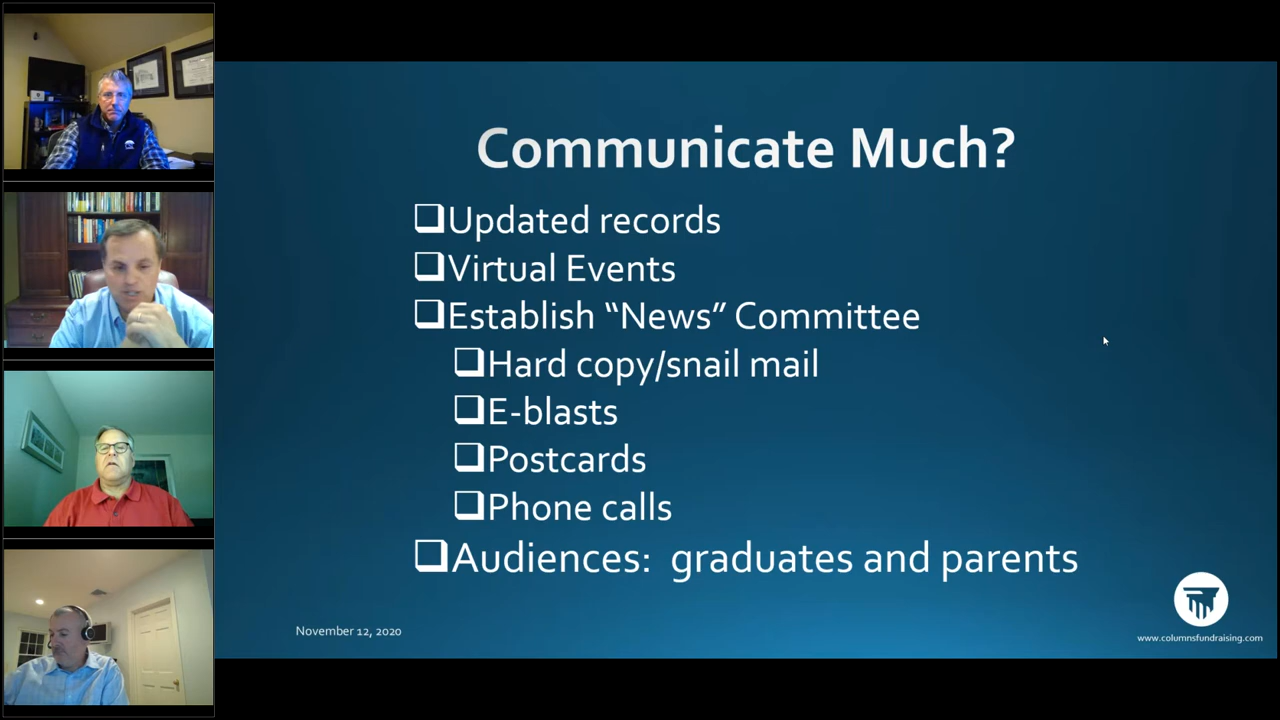 Communicate Much?
Updated records
Virtual Events
Establish “News” Committee
Hard copy/snail mail
E-blasts
Postcards
Phone calls
Audiences: graduates and parents
November 12, 2020
www.columnsfundraising.com